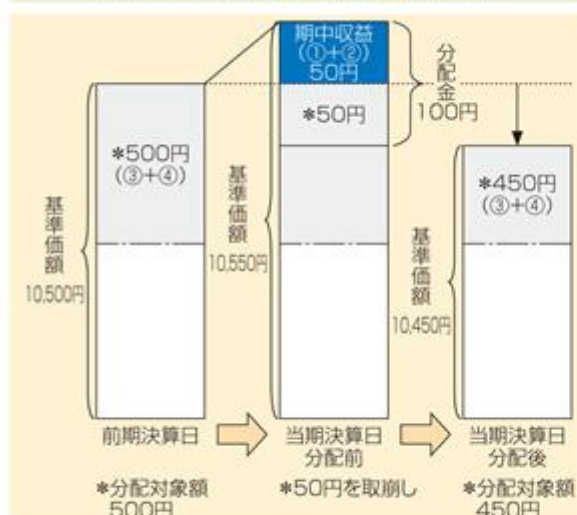 期中収益
(①+②)
50円
分配金
100円
*50円
*500円
(③+④)
*450円
(③+④)
基準価額
10,500円
基準価額
10,550円
基準価額
10,450円
前期決算日
当期決算日
分配前
当期決算日
分配後
*分配対象額
500円
*50円を取崩し
*分配対象額
450円